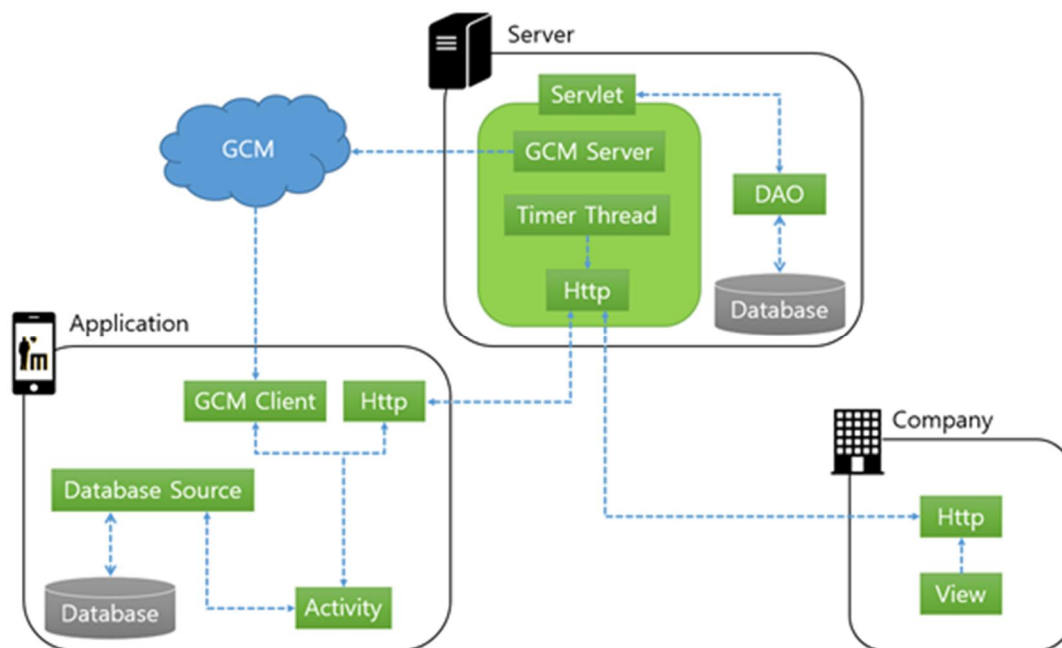 Server
Servlet
GCM
GCM Server
DAO
Timer Thread
Http
Database
Application
GCM Client
Http
Company
Database Source
Http
Database
Activity
View